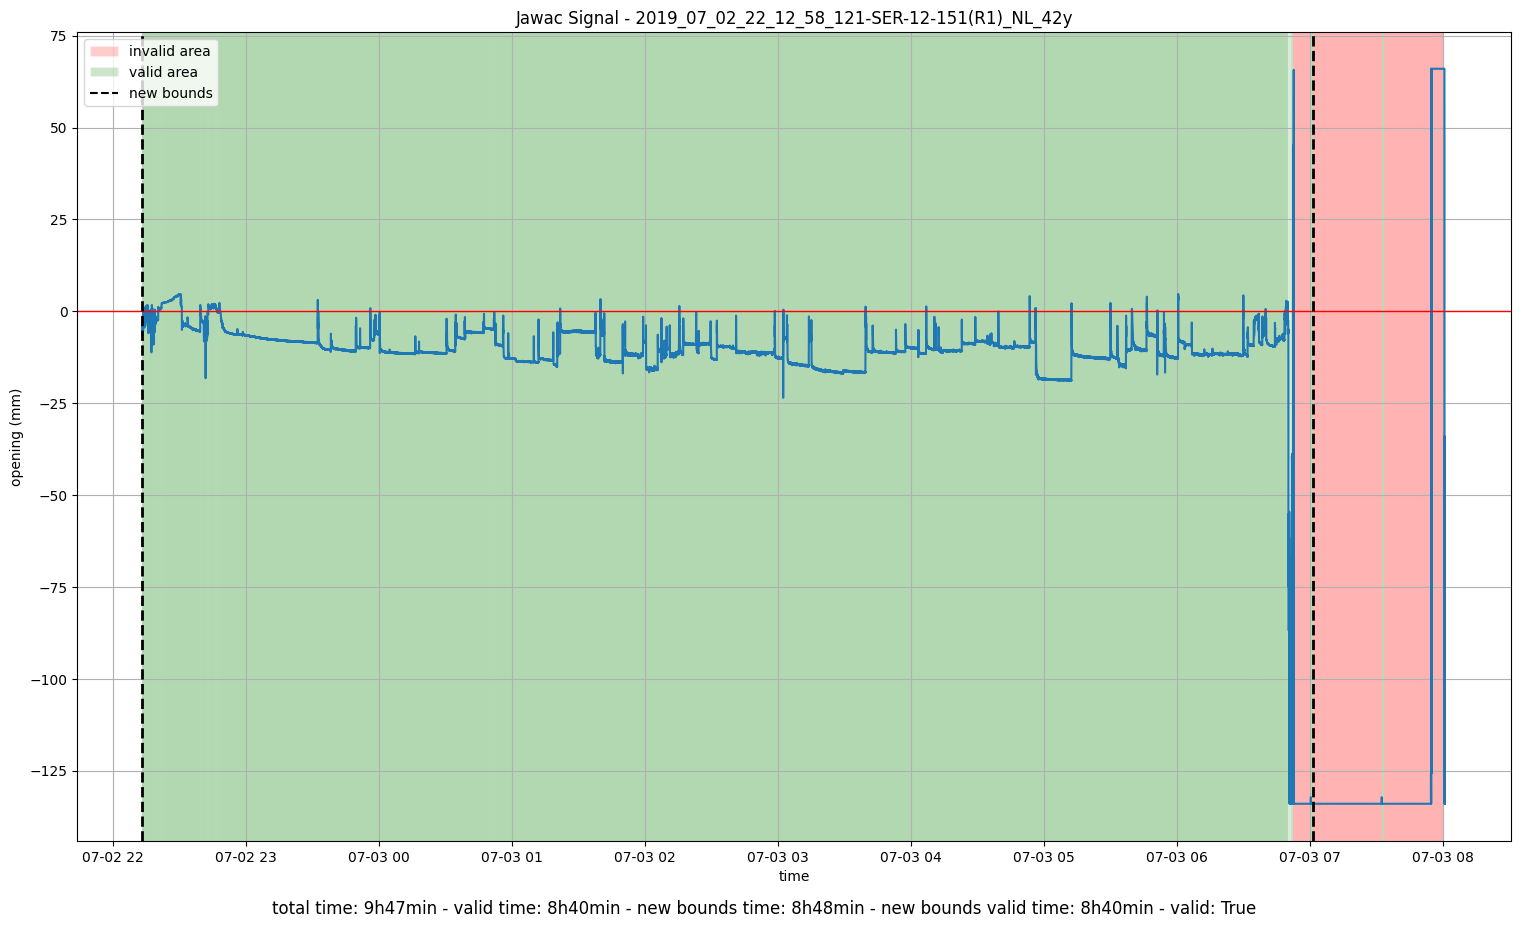 Jawac Signal - 2019_07_02_22_12_58_121-SER-12-151(R1)_NL_42y
invalid area
valid area
new bounds
75
50
25
0
−25
−50
−75
−100
−125
opening (mm)
07-02 22 07-02 23 07-03 00 07-03 01 07-03 02 07-03 03 07-03 04 07-03 05 07-03 06 07-03 07 07-03 08
time
total time: 9h47min - valid time: 8h40min - new bounds time: 8h48min - new bounds valid time: 8h40min - valid: True